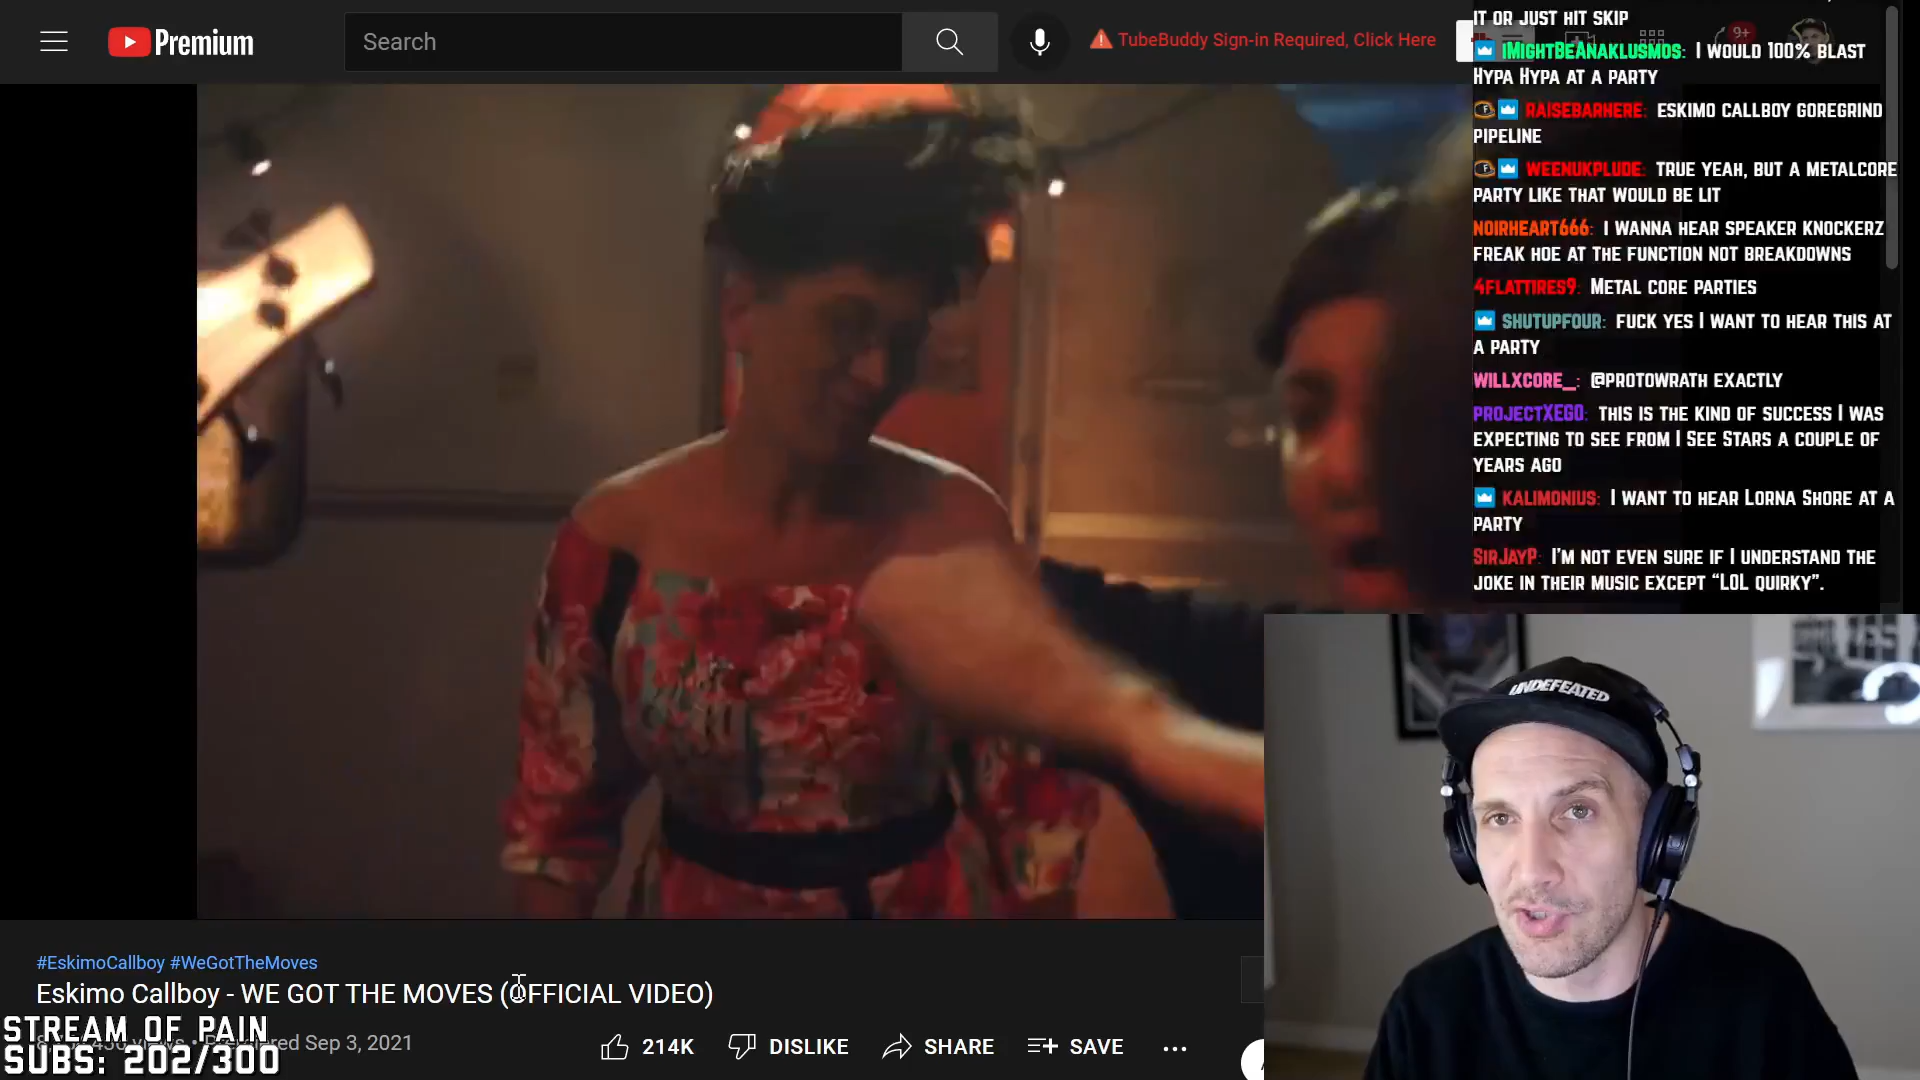 Premium
Search
TubeBuddy Sign-in Required, Click Here
9+
IT OR JUST HIT SKIP
IMIGHTBEANAKLUSMOS: I WOULD 100% BLAST
HYPA HYPA AT A PARTY
RAISEBARHERE: ESKIMO CALLBOY GOREGRIND
PIPELINE
WEENUKPLUDE: TRUE YEAH, BUT A METALCORE
PARTY LIKE THAT WOULD BE LIT
NOIRHEART666: I WANNA HEAR SPEAKER KNOCKERZ
FREAK HOE AT THE FUNCTION NOT BREAKDOWNS
4FLATTIRES9: METAL CORE PARTIES
SHUTUPFOUR: FUCK YES I WANT TO HEAR THIS AT
A PARTY
WILLXCORE_: @PROTOWRATH EXACTLY
PROJECTXEGO: THIS IS THE KIND OF SUCCESS I WAS
EXPECTING TO SEE FROM I SEE STARS A COUPLE OF
YEARS AGO
KALIMONIUS: I WANT TO HEAR LORNA SHORE AT A
PARTY
SIRJAYP: I'M NOT EVEN SURE IF I UNDERSTAND THE
JOKE IN THEIR MUSIC EXCEPT “LOL QUIRKY”.
UNDEFEATED
#EskimoCallboy #WeGotTheMoves
Eskimo Callboy - WE GOT THE MOVES (OFFICIAL VIDEO)
STREAM OF PAIN
SUBS: 202/300
Sep 3, 2021
214K
DISLIKE
SHARE
SAVE